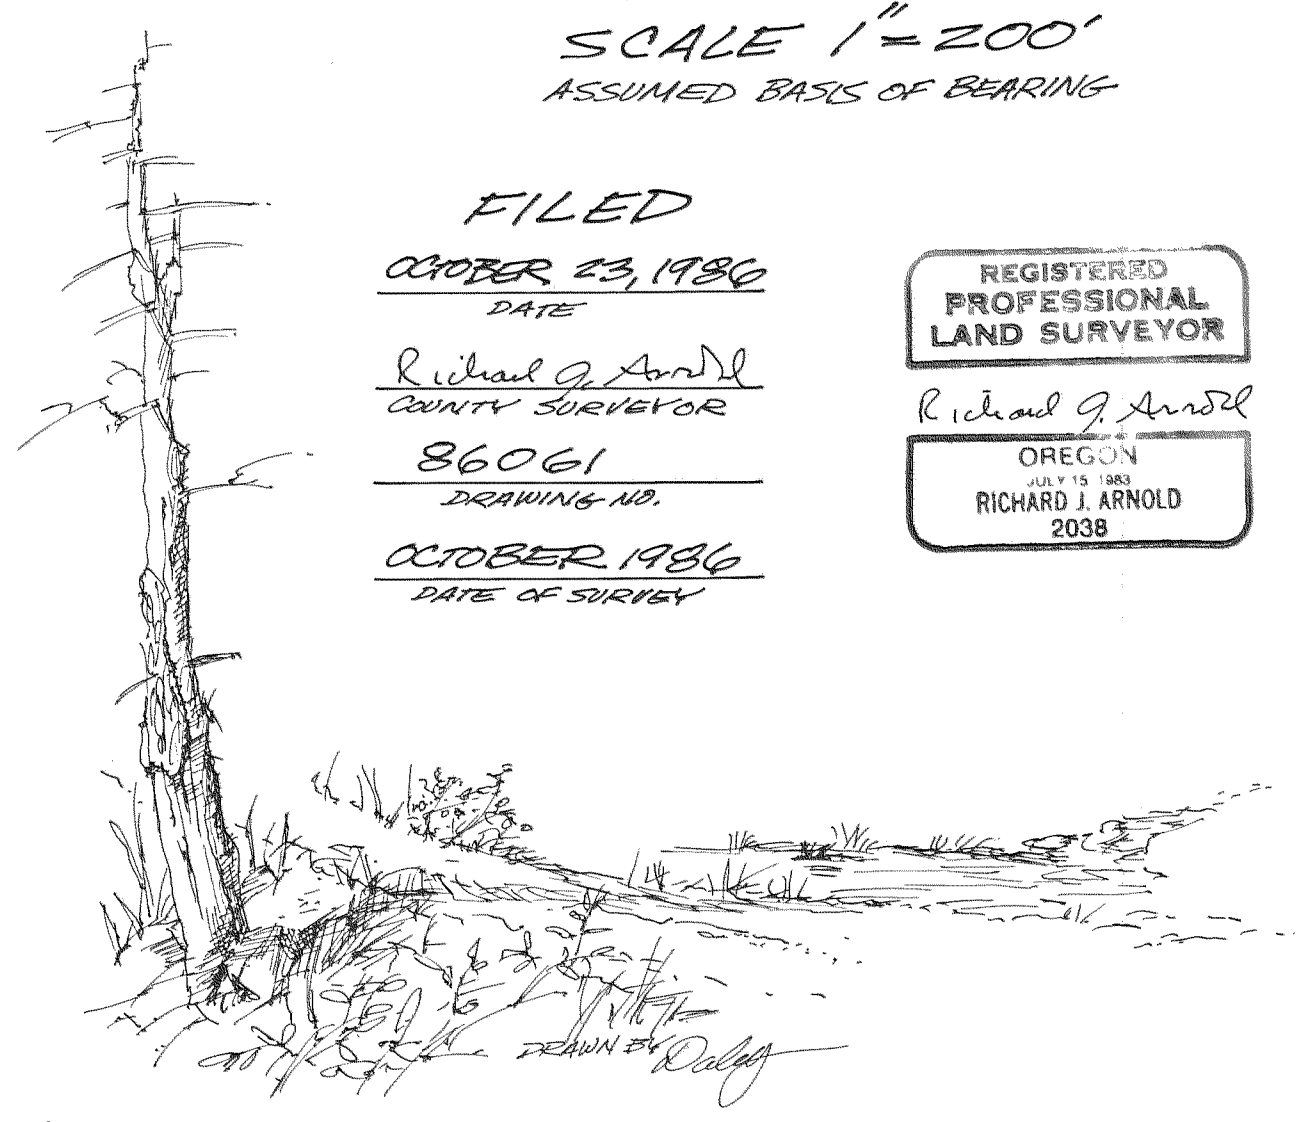 SCALE 1"=200'
ASSUMED BASIS OF BEARING
FILED
OCTOBER 23, 1986
DATE
Richard J. Arnold
COUNTY SURVEYOR
86061
DRAWING NO.
OCTOBER 1986
DATE OF SURVEY
REGISTERED
PROFESSIONAL
LAND SURVEYOR
Richard J. Arnold
OREGON
JULY 15 1983
RICHARD J. ARNOLD
2038
DRAWN BY Daley